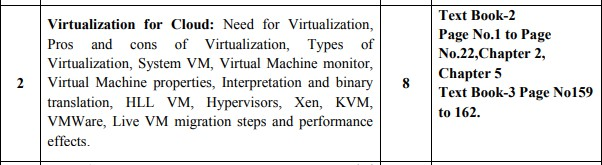 2
Virtualization for Cloud: Need for Virtualization,
Pros and cons of Virtualization, Types of
Virtualization, System VM, Virtual Machine monitor,
Virtual Machine properties, Interpretation and binary
translation, HLL VM, Hypervisors, Xen, KVM,
VMWare, Live VM migration steps and performance
effects.
8
Text Book-2
Page No.1 to Page
No.22,Chapter 2,
Chapter 5
Text Book-3 Page No159
to 162.